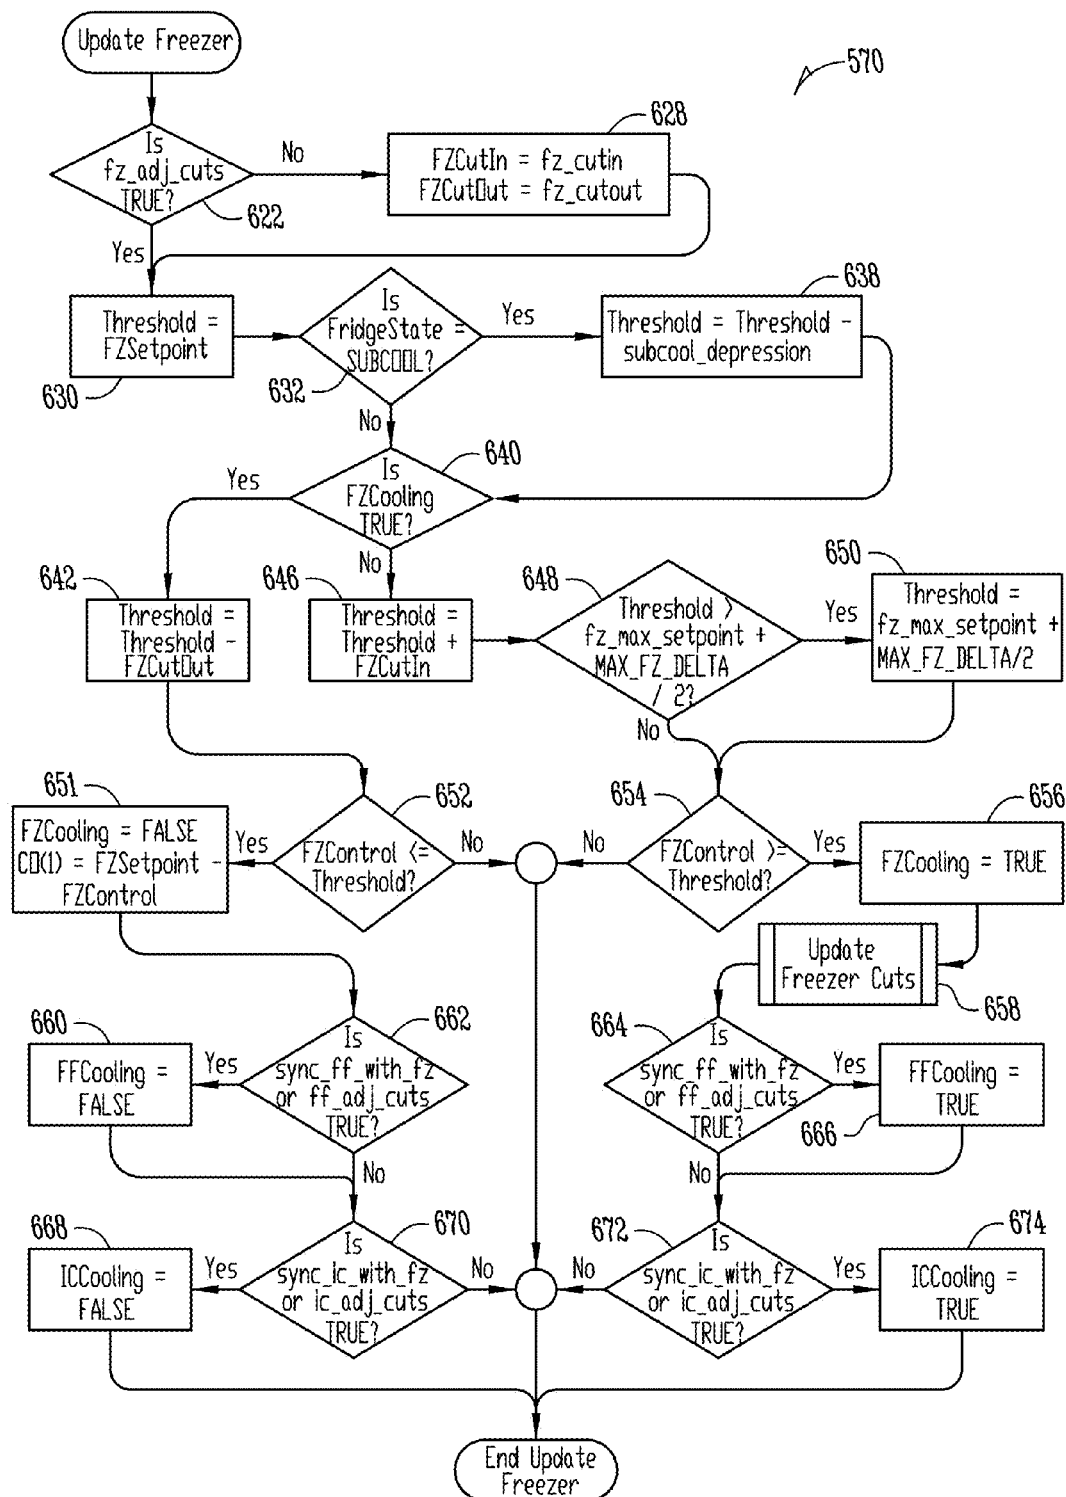 Update Freezer
570
Is
fz_adj_cuts
TRUE?
622
No
628
FZCutIn = fz_cutin
FZCutOut = fz_cutout
Yes
Threshold =
FZSetpoint
630
Is
FridgeState =
SUBCOOL?
632
Yes
638
Threshold = Threshold -
subcool_depression
No
640
Is
FZCooling
TRUE?
Yes
No
642
Threshold =
Threshold -
FZCutOut
646
Threshold =
Threshold +
FZCutIn
648
Threshold >
fz_max_setpoint +
MAX_FZ_DELTA
/ 2?
Yes
650
Threshold =
fz_max_setpoint +
MAX_FZ_DELTA/2
No
651
FZCooling = FALSE
CO(1) = FZSetpoint -
FZControl
Yes
652
FZControl <=
Threshold?
No
654
No
FZControl >=
Threshold?
Yes
656
FZCooling = TRUE
Update
Freezer Cuts
658
660
FFCooling =
FALSE
Yes
662
Is
sync_ff_with_fz
or ff_adj_cuts
TRUE?
No
664
Is
sync_ff_with_fz
or ff_adj_cuts
TRUE?
Yes
FFCooling =
TRUE
666
No
668
ICCooling =
FALSE
Yes
670
Is
sync_ic_with_fz
or ic_adj_cuts
TRUE?
No
672
No
Is
sync_ic_with_fz
or ic_adj_cuts
TRUE?
Yes
674
ICCooling =
TRUE
End Update
Freezer